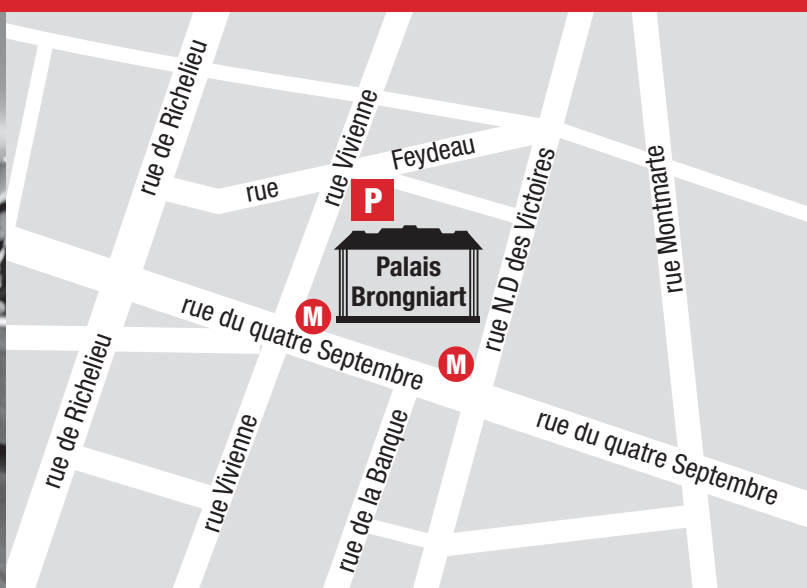 rue de Richelieu
rue Vivienne
rue
Feydeau
P
Palais
Brongniart
rue N.D des Victoires
rue Montmarte
M
rue du quatre Septembre
M
rue de Richelieu
rue Vivienne
rue de la Banque
rue du quatre Septembre